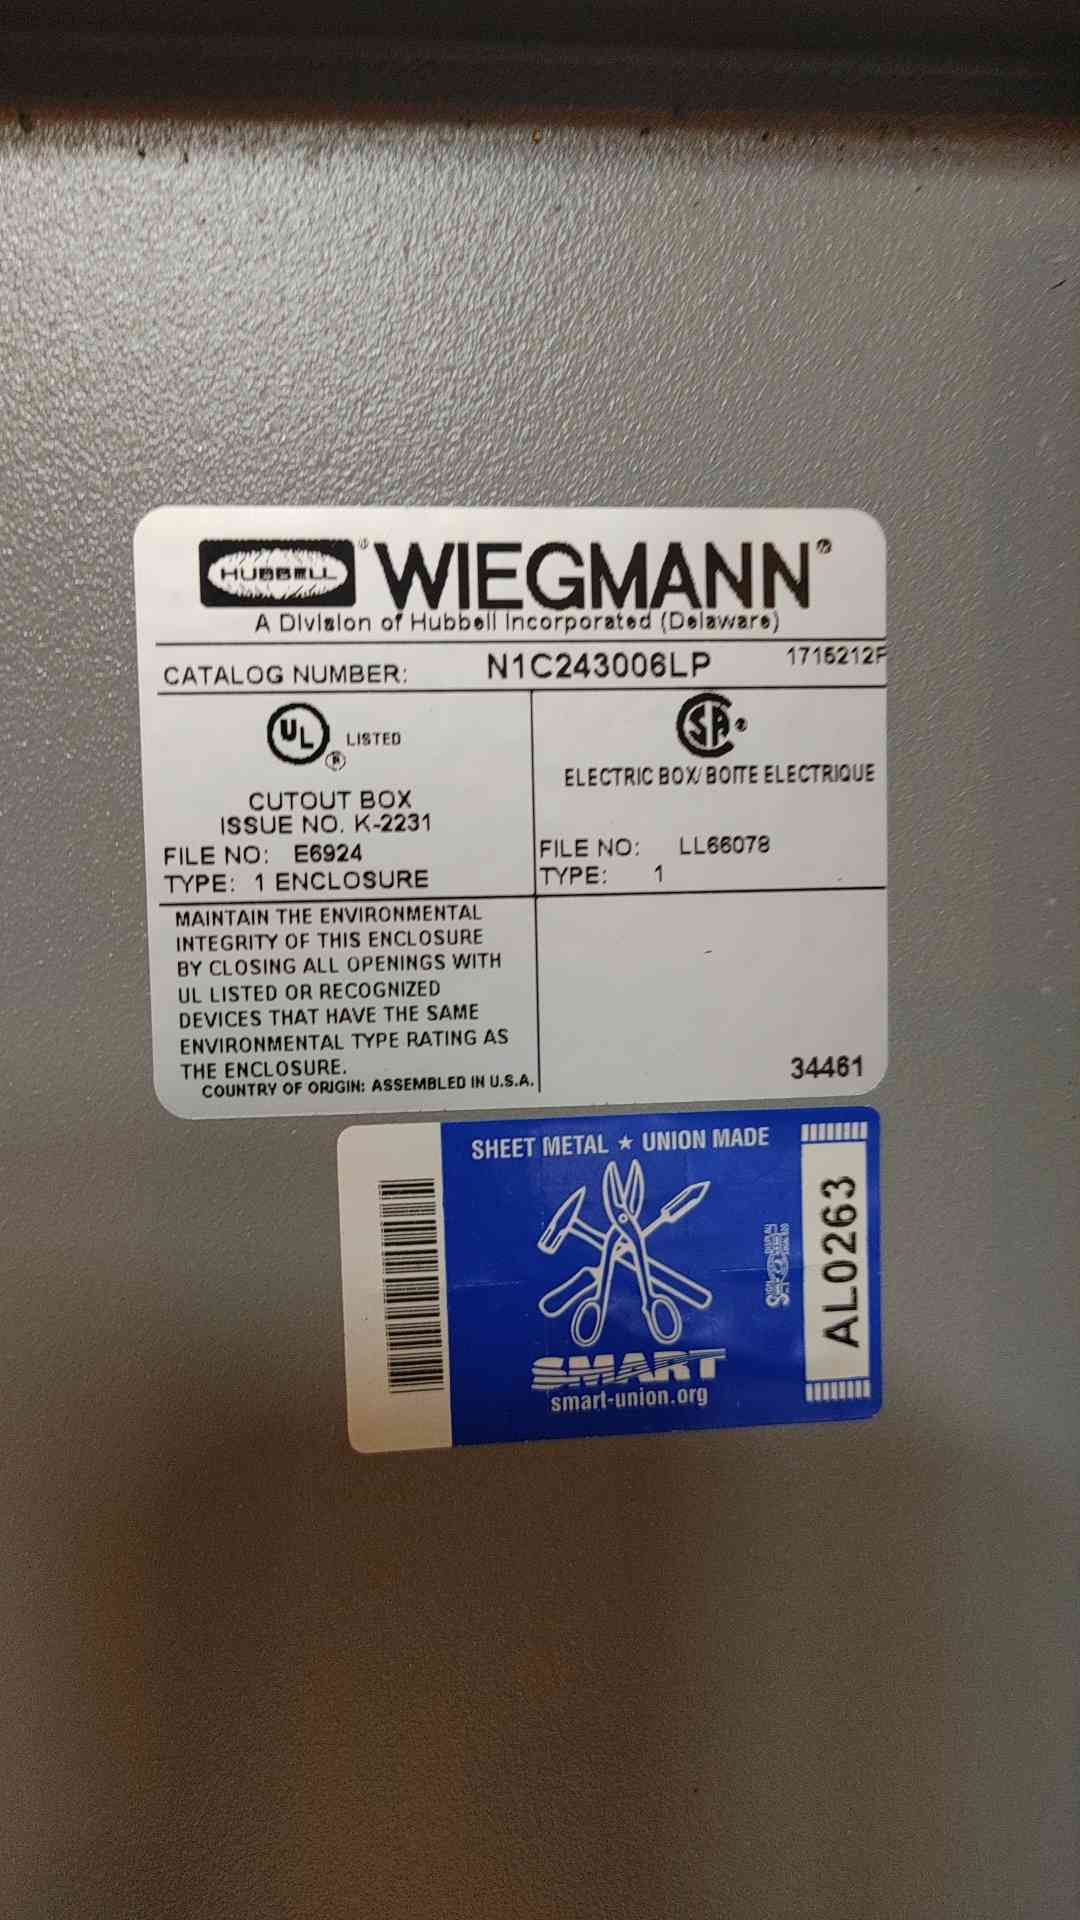 HUBBELL ® WIEGMANN ®
A Division of Hubbell Incorporated (Delaware)
CATALOG NUMBER: N1C243006LP 1715212F
UL LISTED ®
CUTOUT BOX
ISSUE NO. K-2231
FILE NO: E6924
TYPE: 1 ENCLOSURE
SA ®
ELECTRIC BOX/ BOITE ELECTRIQUE
FILE NO: LL66078
TYPE: 1
MAINTAIN THE ENVIRONMENTAL
INTEGRITY OF THIS ENCLOSURE
BY CLOSING ALL OPENINGS WITH
UL LISTED OR RECOGNIZED
DEVICES THAT HAVE THE SAME
ENVIRONMENTAL TYPE RATING AS
THE ENCLOSURE.
COUNTRY OF ORIGIN: ASSEMBLED IN U.S.A.
34461
SHEET METAL ★ UNION MADE
SMART
smart-union.org
AL0263